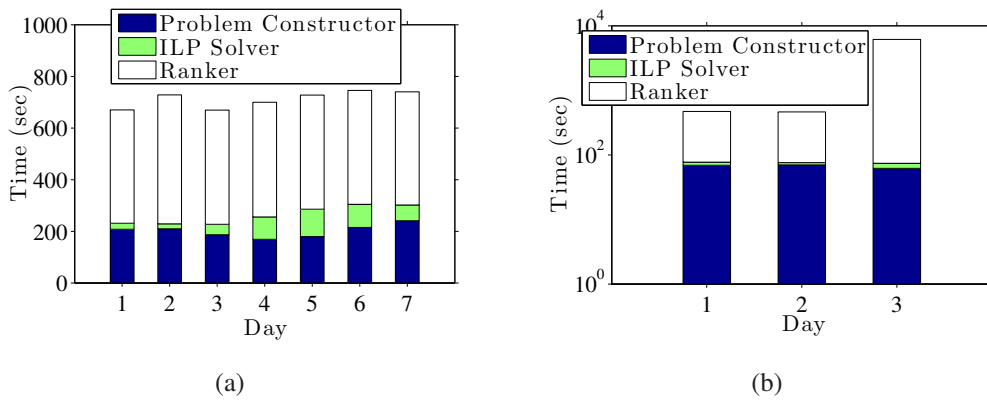 1000
800
600
400
200
0
Time (sec)
Problem Constructor
ILP Solver
Ranker
1 2 3 4 5 6 7
Day
(a)
10^4
10^2
10^0
Time (sec)
Problem Constructor
ILP Solver
Ranker
1 2 3
Day
(b)